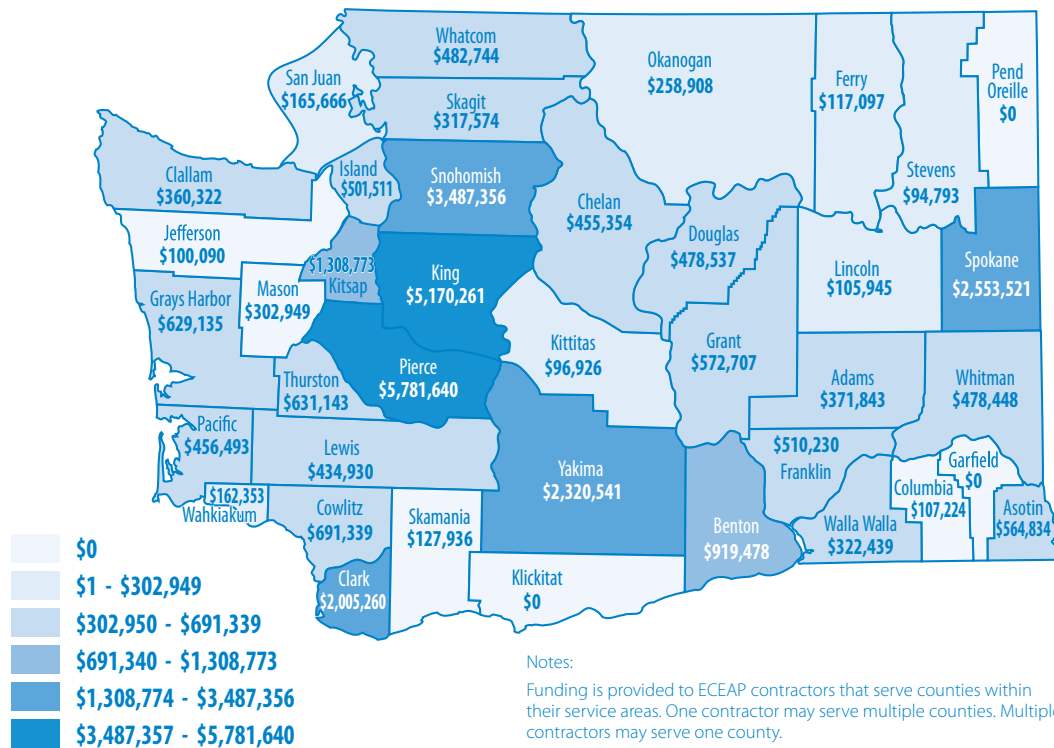 Whatcom
$482,744
San Juan
$165,666
Skagit
$317,574
Okanogan
$258,908
Ferry
$117,097
Pend
Oreille
$0
Stevens
$94,793
Clallam
$360,322
Island
$501,511
Snohomish
$3,487,356
Chelan
$455,354
Douglas
$478,537
Jefferson
$100,090
$1,308,773
Kitsap
King
$5,170,261
Lincoln
$105,945
Spokane
$2,553,521
Grays Harbor
$629,135
Mason
$302,949
Kittitas
$96,926
Grant
$572,707
Pierce
$5,781,640
Thurston
$631,143
Adams
$371,843
Whitman
$478,448
Pacific
$456,493
Lewis
$434,930
Yakima
$2,320,541
$510,230
Franklin
Garfield
$0
Columbia
$107,224
Asotin
$564,834
$162,353
Wahkiakum
Cowlitz
$691,339
Skamania
$127,936
Benton
$919,478
Walla Walla
$322,439
Clark
$2,005,260
Klickitat
$0
$0
$1 - $302,949
$302,950 - $691,339
$691,340 - $1,308,773
$1,308,774 - $3,487,356
$3,487,357 - $5,781,640
Notes:
Funding is provided to ECEAP contractors that serve counties within
their service areas. One contractor may serve multiple counties. Multiple
contractors may serve one county.